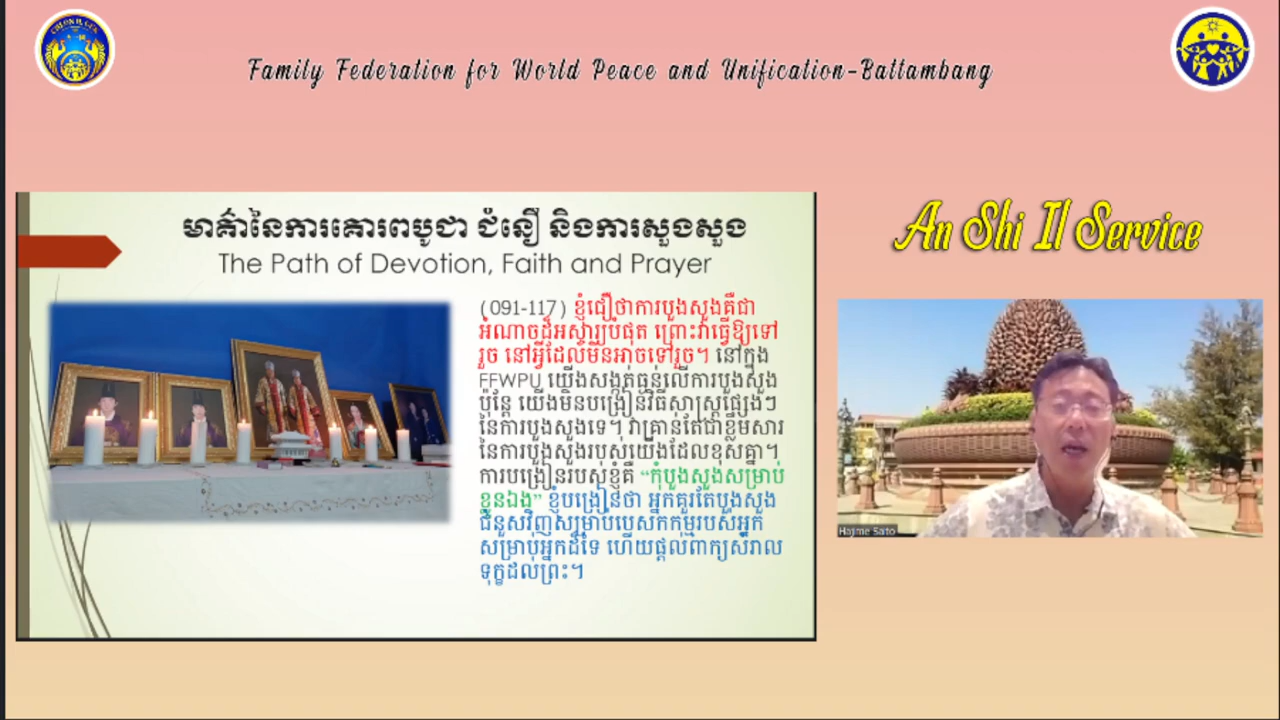 CHEON IL GUK
Family Federation for World Peace and Unification-Battambang
An Shi Il Service
មាគ៌ានៃការគោរពបូជា ជំនឿ និងការសួងសួង
The Path of Devotion, Faith and Prayer
(091-117) ខ្ញុំជឿថាការបួងសួងគឺជា
អំណាចដ៏អស្ចារ្យបំផុត ព្រោះវាធ្វើឱ្យទៅ
រួច នៅអ្វីដែលមិនអាចទៅរួច។ នៅក្នុង
FFWPU យើងសង្កត់ធ្ងន់លើការបួងសួង
ប៉ុន្តែ យើងមិនបង្រៀនវិធីសាស្ត្រផ្សេងៗ
នៃការបួងសួងទេ។ វាគ្រាន់តែជាខ្លឹមសារ
នៃការបួងសួងរបស់យើងដែលខុសគ្នា។
ការបង្រៀនរបស់ខ្ញុំគឺ “កុំបួងសួងសម្រាប់
ខ្លួនឯង” ខ្ញុំបង្រៀនថា អ្នកគួរតែបួងសួង
ជំនួសវិញសម្រាប់បេសកកម្មរបស់អ្នក
សម្រាប់អ្នកដទៃ ហើយផ្តល់ពាក្យសំរាល
ទុក្ខដល់ព្រះ។
Hajime Sato